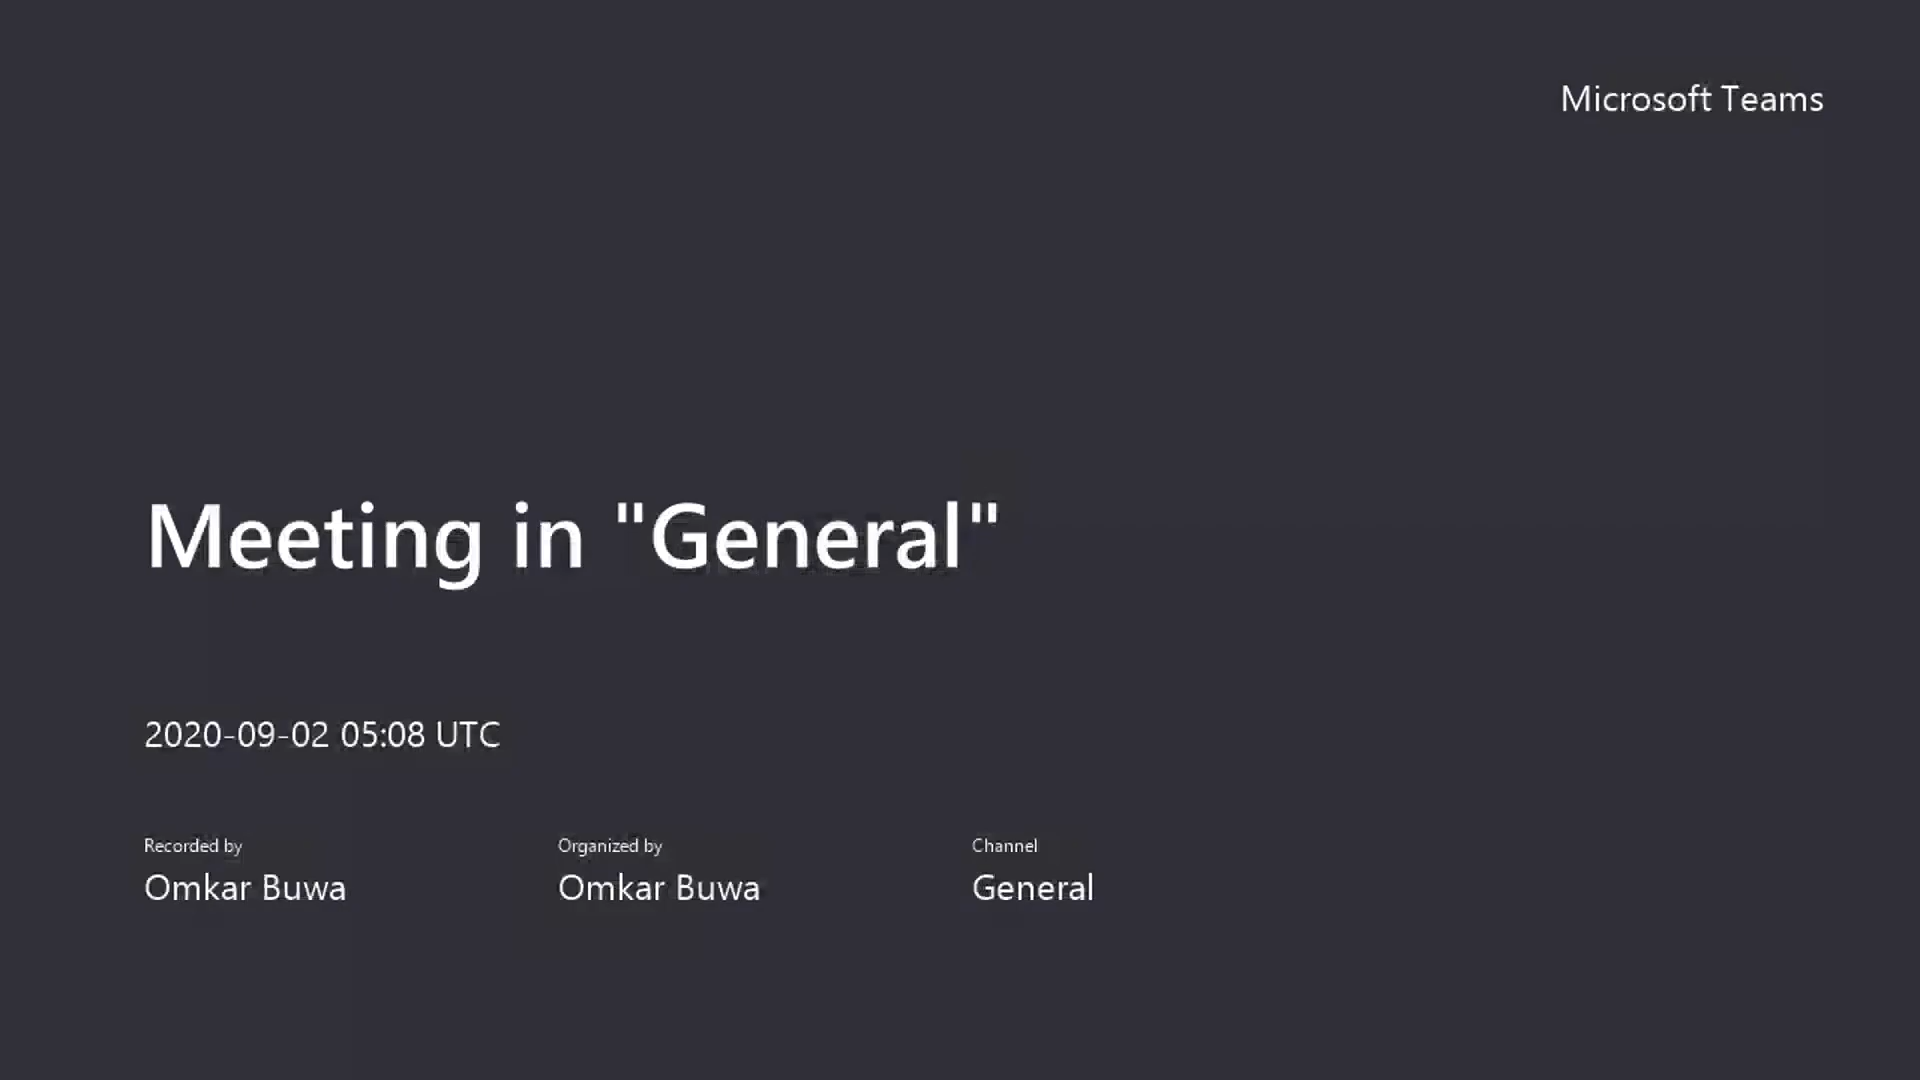 Microsoft Teams
Meeting in "General"
2020-09-02 05:08 UTC
Recorded by
Omkar Buwa
Organized by
Omkar Buwa
Channel
General